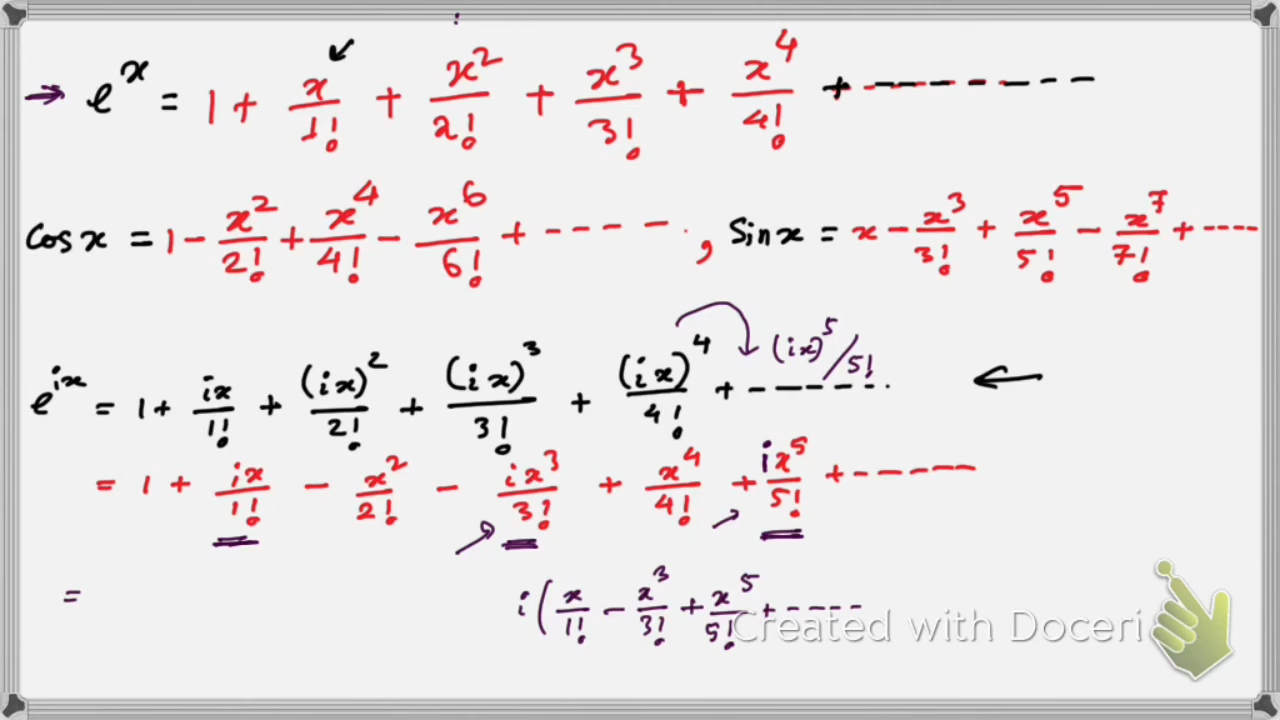 → e^x = 1 + x/1! + x^2/2! + x^3/3! + x^4/4! + ---------
Cos x = 1 - x^2/2! + x^4/4! - x^6/6! + ------ , Sin x = x - x^3/3! + x^5/5! - x^7/7! + ----
(ix)^5/5!
e^{ix} = 1 + ix/1! + (ix)^2/2! + (ix)^3/3! + (ix)^4/4! + ------ ←
= 1 + ix/1! - x^2/2! - ix^3/3! + x^4/4! + ix^5/5! + -----
= i(x/1! - x^3/3! + x^5/5! + ----
Created with Doceri